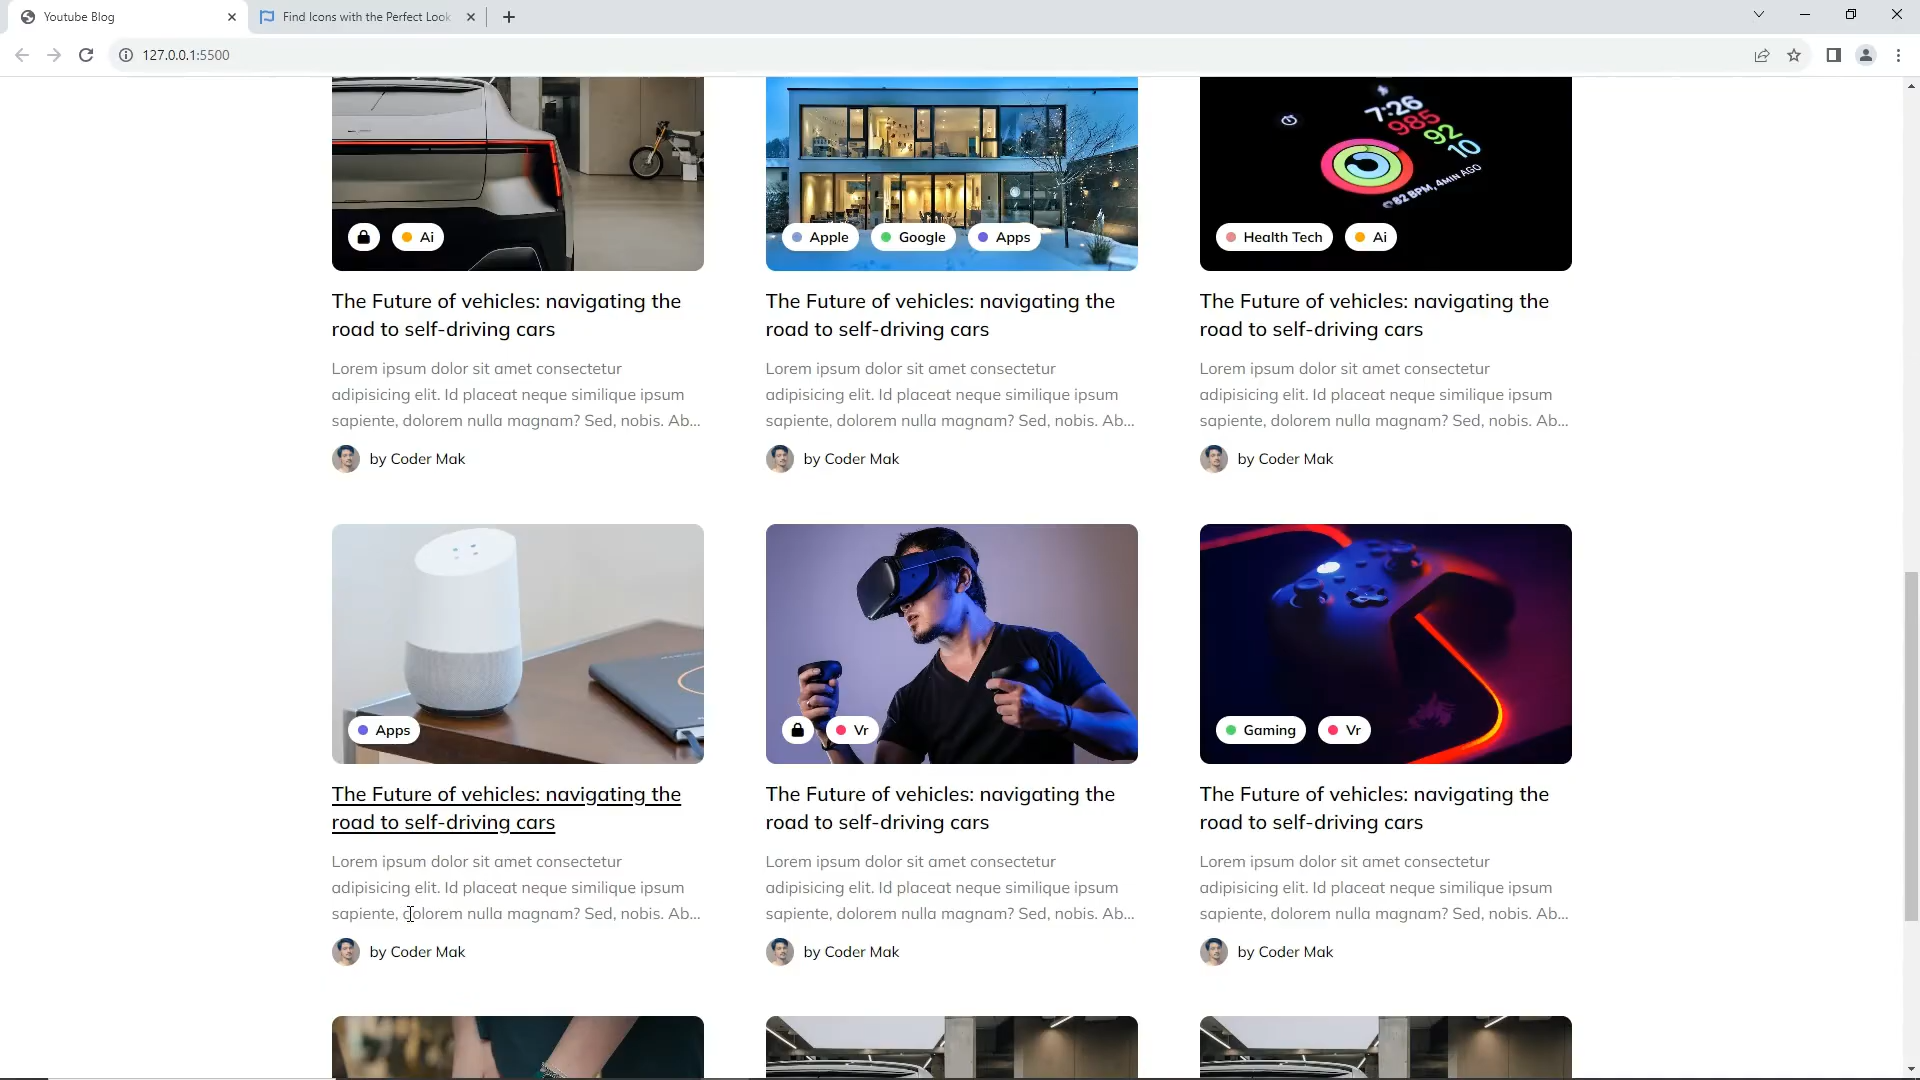 Youtube Blog
Find Icons with the Perfect Look
127.0.0.1:5500
Ai
Apple
Google
Apps
7:26
985
92
10
82 BPM, 4MIN AGO
Health Tech
Ai
The Future of vehicles: navigating the
road to self-driving cars
Lorem ipsum dolor sit amet consectetur
adipisicing elit. Id placeat neque similique ipsum
sapiente, dolorem nulla magnam? Sed, nobis. Ab...
by Coder Mak
The Future of vehicles: navigating the
road to self-driving cars
Lorem ipsum dolor sit amet consectetur
adipisicing elit. Id placeat neque similique ipsum
sapiente, dolorem nulla magnam? Sed, nobis. Ab...
by Coder Mak
The Future of vehicles: navigating the
road to self-driving cars
Lorem ipsum dolor sit amet consectetur
adipisicing elit. Id placeat neque similique ipsum
sapiente, dolorem nulla magnam? Sed, nobis. Ab...
by Coder Mak
Apps
Vr
Gaming
Vr
The Future of vehicles: navigating the
road to self-driving cars
Lorem ipsum dolor sit amet consectetur
adipisicing elit. Id placeat neque similique ipsum
sapiente, dolorem nulla magnam? Sed, nobis. Ab...
by Coder Mak
The Future of vehicles: navigating the
road to self-driving cars
Lorem ipsum dolor sit amet consectetur
adipisicing elit. Id placeat neque similique ipsum
sapiente, dolorem nulla magnam? Sed, nobis. Ab...
by Coder Mak
The Future of vehicles: navigating the
road to self-driving cars
Lorem ipsum dolor sit amet consectetur
adipisicing elit. Id placeat neque similique ipsum
sapiente, dolorem nulla magnam? Sed, nobis. Ab...
by Coder Mak